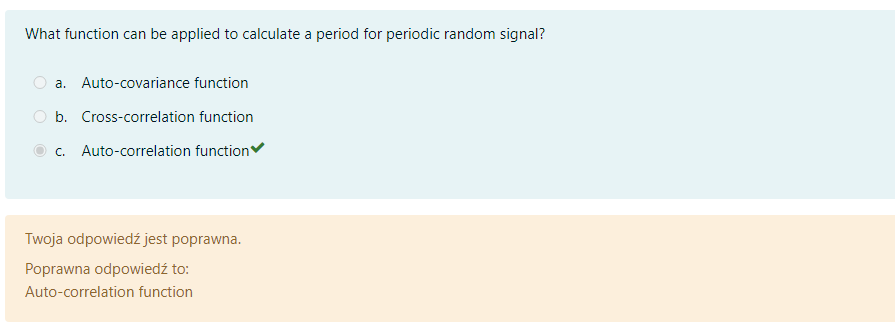 What function can be applied to calculate a period for periodic random signal?
a. Auto-covariance function
b. Cross-correlation function
c. Auto-correlation function
Twoja odpowiedź jest poprawna.
Poprawna odpowiedź to:
Auto-correlation function